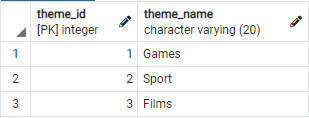 theme_id theme_name
[PK] integer character varying (20)
1 1 Games
2 2 Sport
3 3 Films